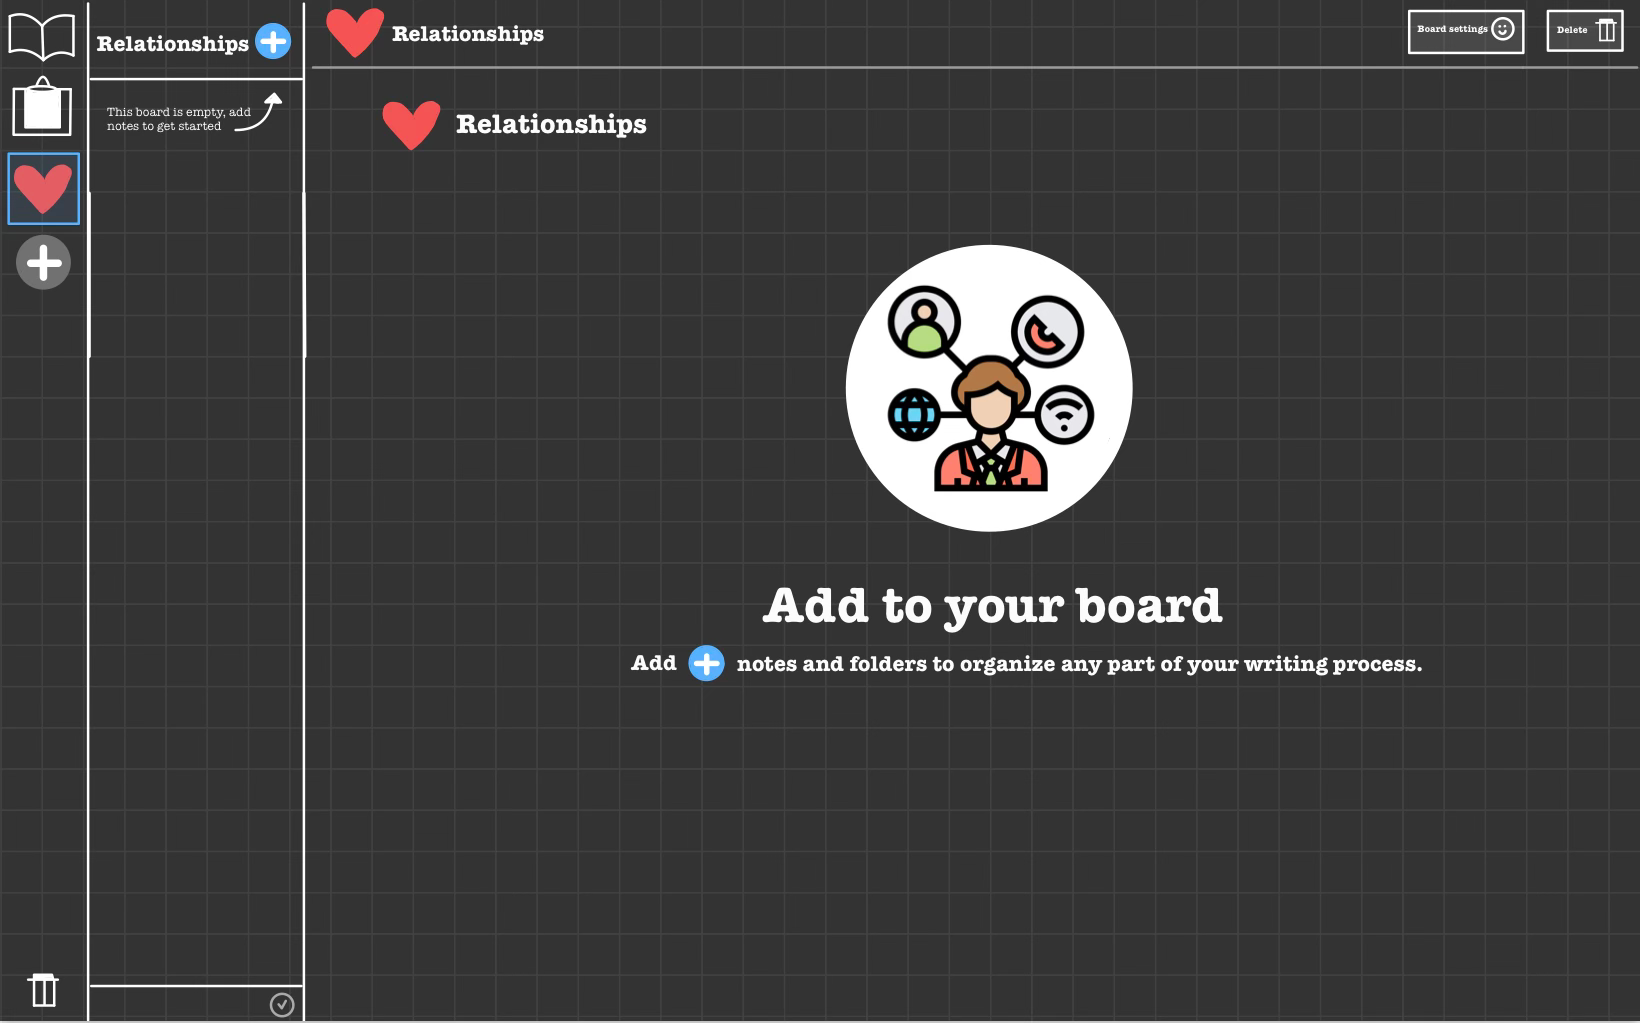 Relationships
This board is empty, add
notes to get started
Relationships
Board settings
Delete
Relationships
Add to your board
Add notes and folders to organize any part of your writing process.